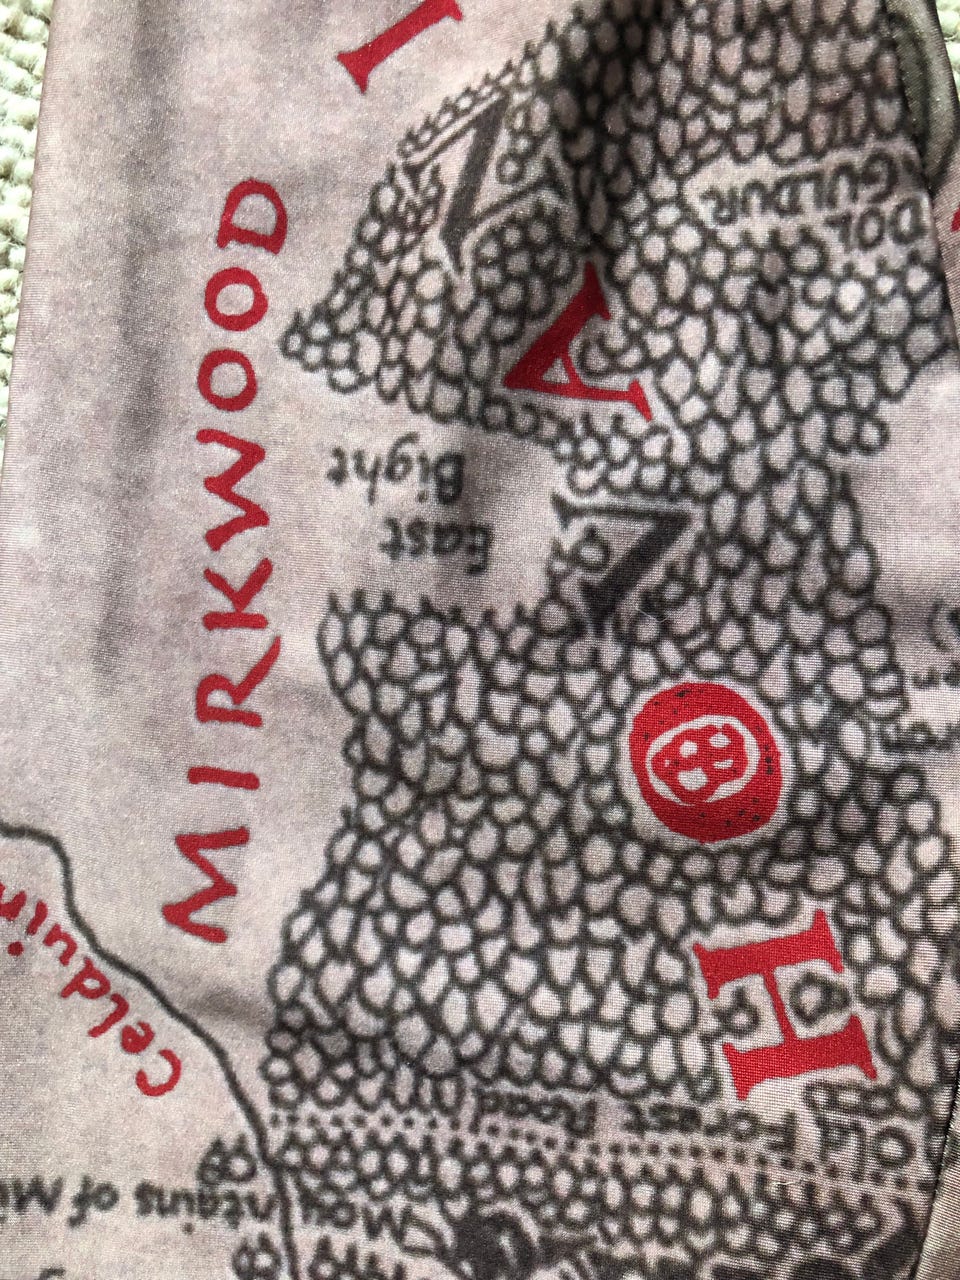 Mountains of Mi
Old Forest Road
Celduin
MIRKWOOD
H
East
Bight
A
DOL
GULDUR
I